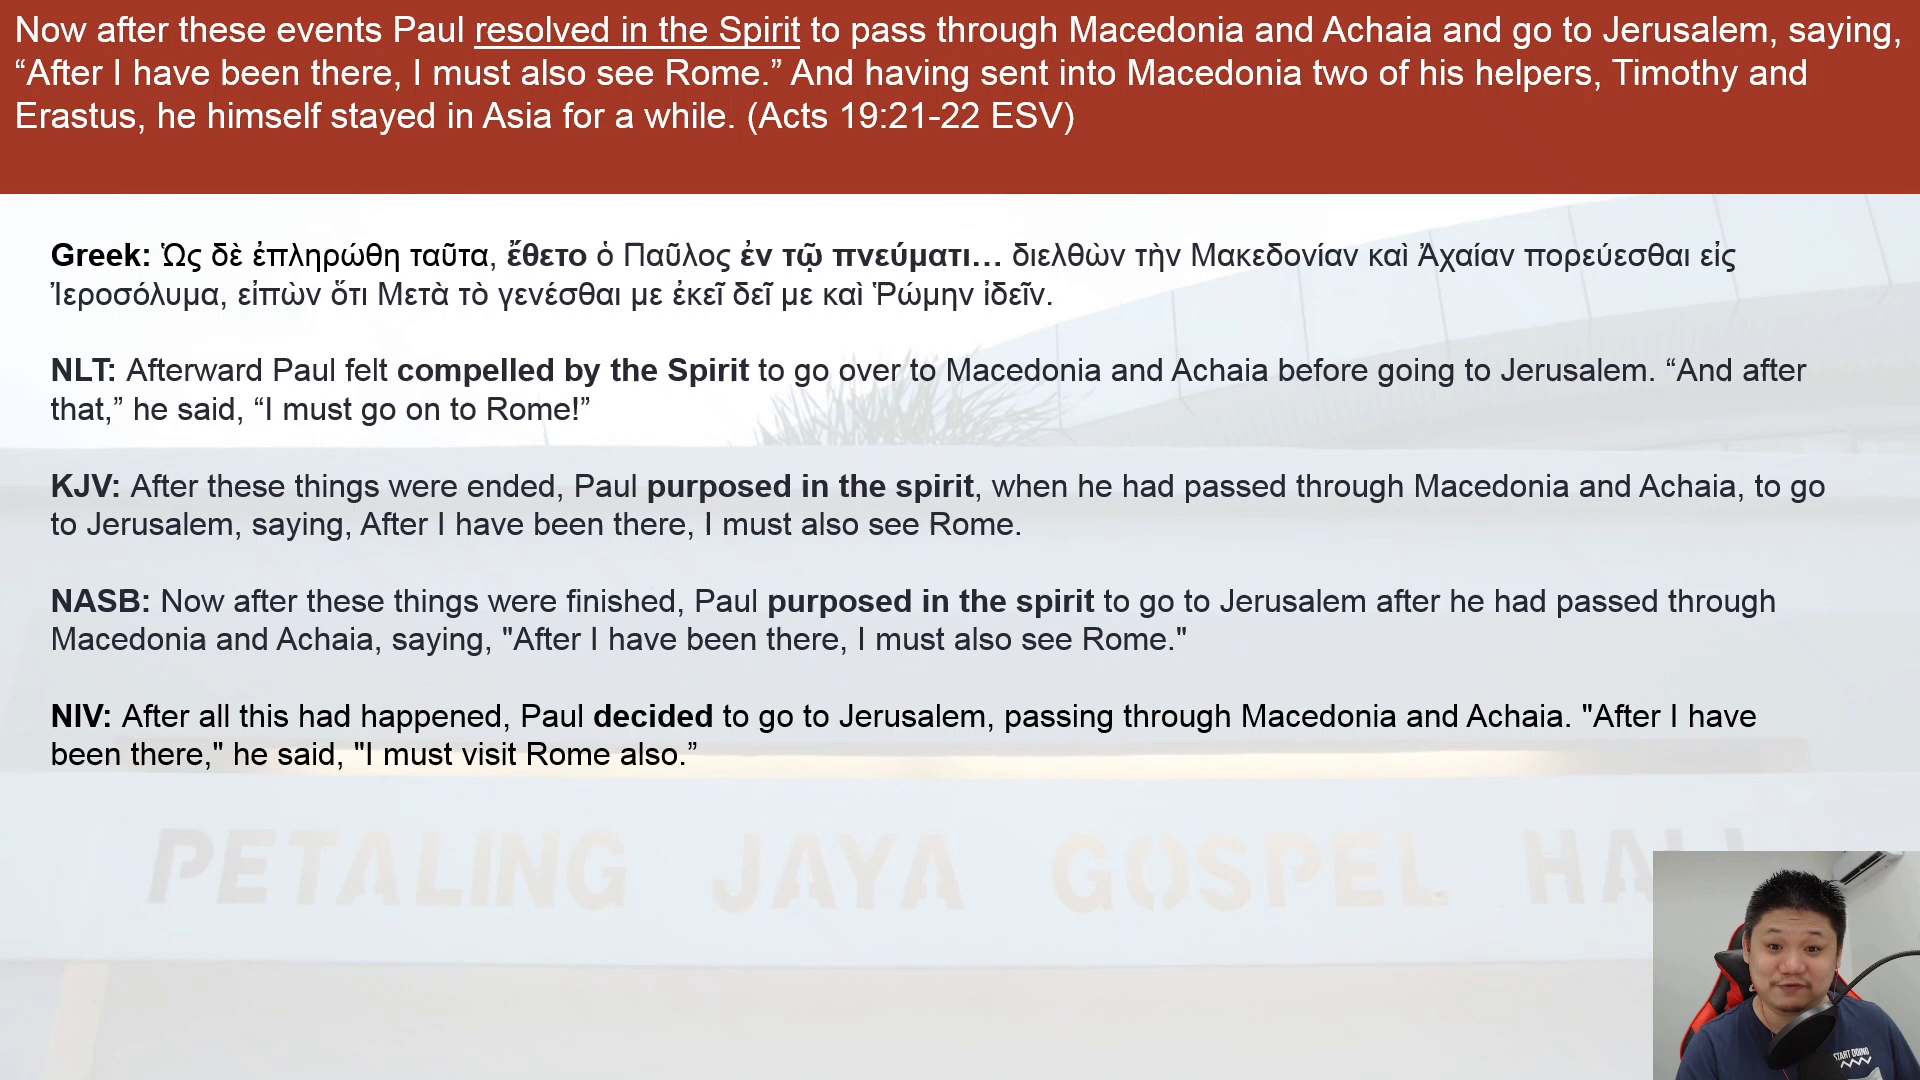 Now after these events Paul resolved in the Spirit to pass through Macedonia and Achaia and go to Jerusalem, saying,
“After I have been there, I must also see Rome.” And having sent into Macedonia two of his helpers, Timothy and
Erastus, he himself stayed in Asia for a while. (Acts 19:21-22 ESV)
Greek: Ὡς δὲ ἐπληρώθη ταῦτα, ἔθετο ὁ Παῦλος ἐν τῷ πνεύματι… διελθὼν τὴν Μακεδονίαν καὶ Ἀχαίαν πορεύεσθαι εἰς
Ἰεροσόλυμα, εἰπὼν ὅτι Μετὰ τὸ γενέσθαι με ἐκεῖ δεῖ με καὶ Ῥώμην ἰδεῖν.
NLT: Afterward Paul felt compelled by the Spirit to go over to Macedonia and Achaia before going to Jerusalem. “And after
that,” he said, “I must go on to Rome!”
KJV: After these things were ended, Paul purposed in the spirit, when he had passed through Macedonia and Achaia, to go
to Jerusalem, saying, After I have been there, I must also see Rome.
NASB: Now after these things were finished, Paul purposed in the spirit to go to Jerusalem after he had passed through
Macedonia and Achaia, saying, "After I have been there, I must also see Rome."
NIV: After all this had happened, Paul decided to go to Jerusalem, passing through Macedonia and Achaia. "After I have
been there," he said, "I must visit Rome also.”
PETALING JAYA GOSPEL HALL
START DOING